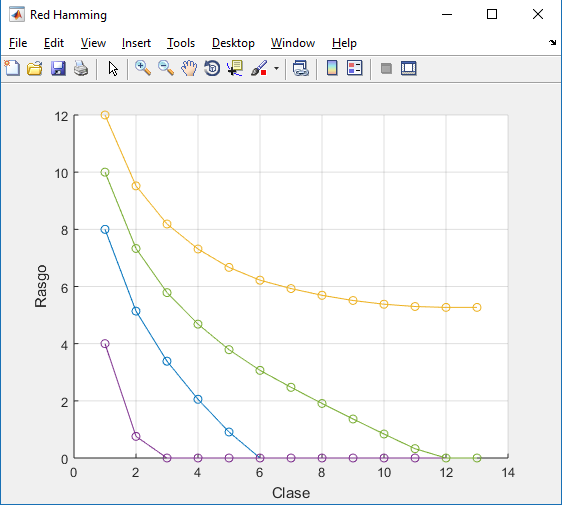 Red Hamming
File Edit View Insert Tools Desktop Window Help
12
10
8
6
4
2
0
Rasgo
0 2 4 6 8 10 12 14
Clase